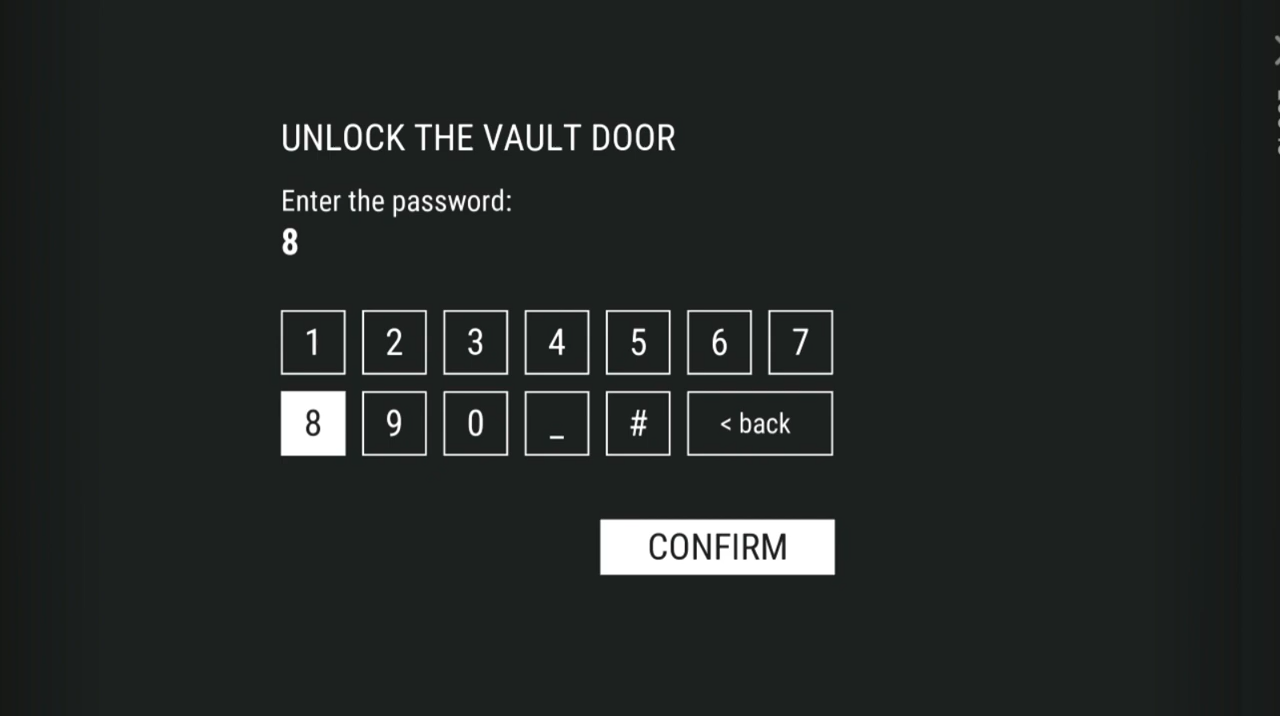 UNLOCK THE VAULT DOOR
Enter the password:
8
1 2 3 4 5 6 7
8 9 0 _ # < back
CONFIRM